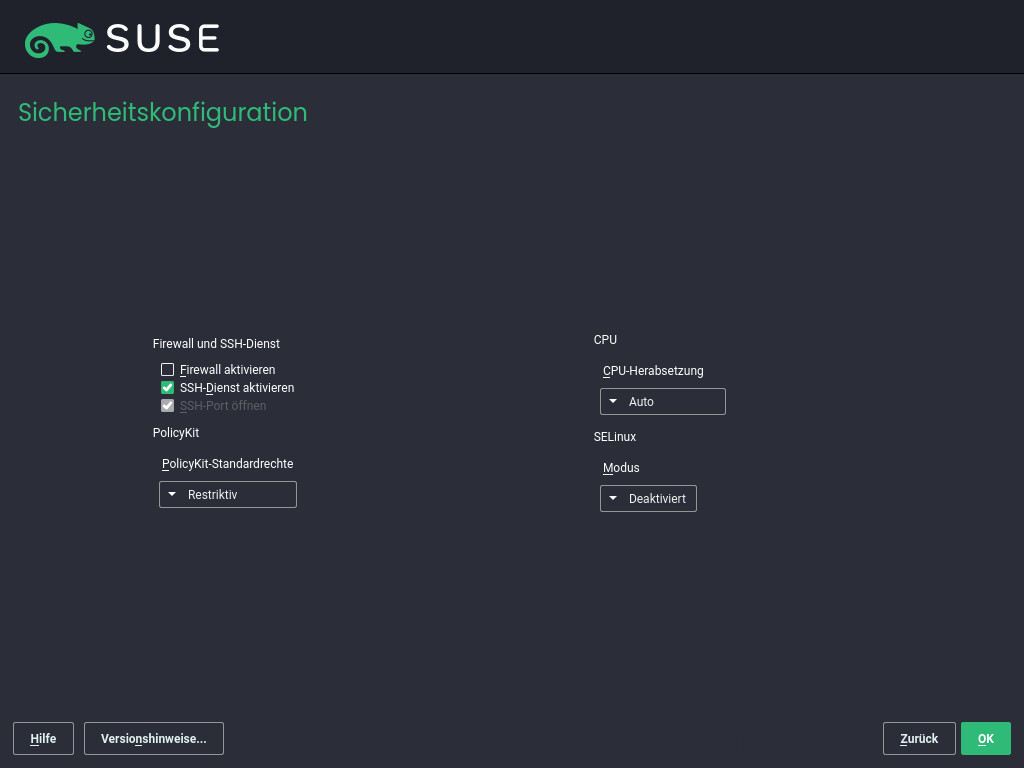 SUSE
Sicherheitskonfiguration
Firewall und SSH-Dienst
Firewall aktivieren
SSH-Dienst aktivieren
SSH-Port öffnen
PolicyKit
PolicyKit-Standardrechte
Restriktiv
CPU
CPU-Herabsetzung
Auto
SELinux
Modus
Deaktiviert
Hilfe
Versionshinweise...
Zurück
OK